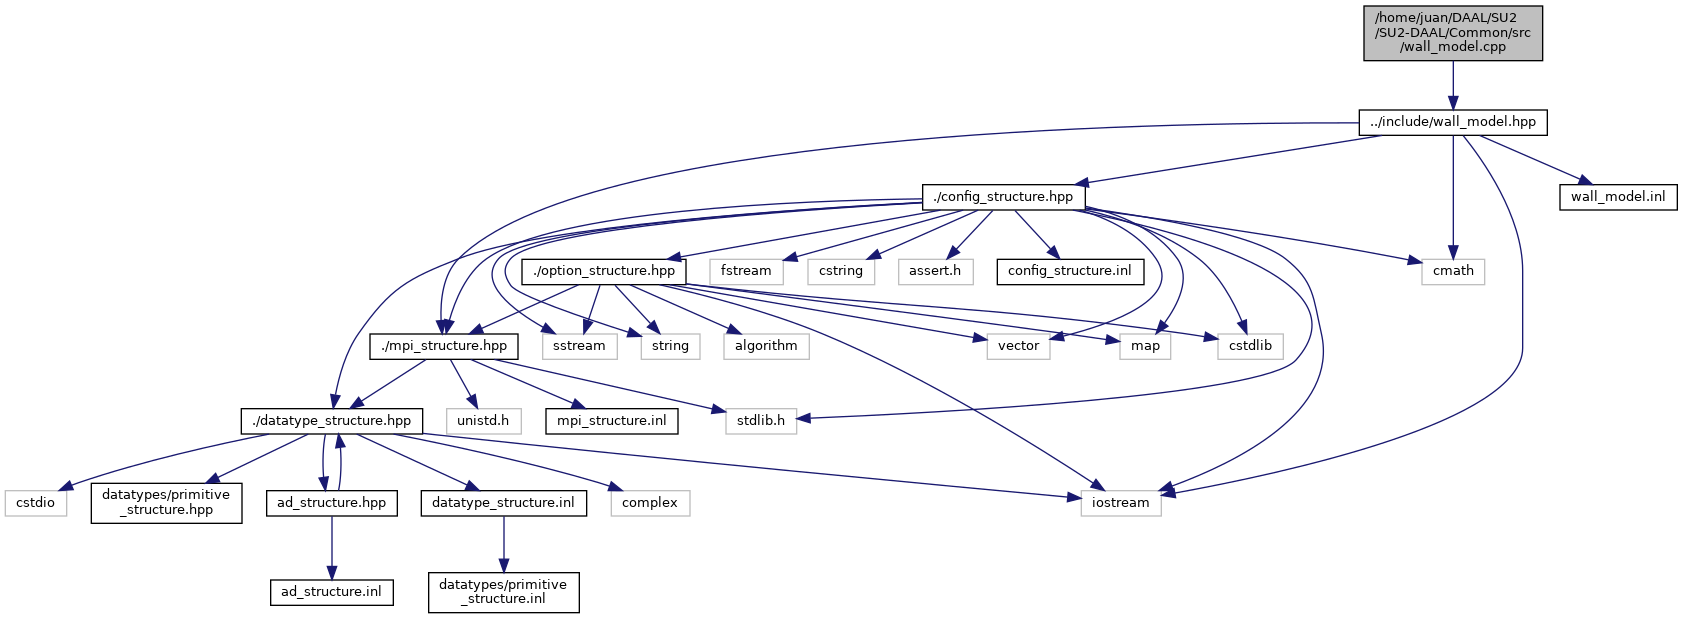 /home/juan/DAAL/SU2
/SU2-DAAL/Common/src
/wall_model.cpp
../include/wall_model.hpp
./config_structure.hpp
wall_model.inl
./option_structure.hpp
fstream
cstring
assert.h
config_structure.inl
cmath
./mpi_structure.hpp
sstream
string
algorithm
vector
map
cstdlib
./datatype_structure.hpp
unistd.h
mpi_structure.inl
stdlib.h
cstdio
datatypes/primitive
_structure.hpp
ad_structure.hpp
datatype_structure.inl
complex
iostream
ad_structure.inl
datatypes/primitive
_structure.inl